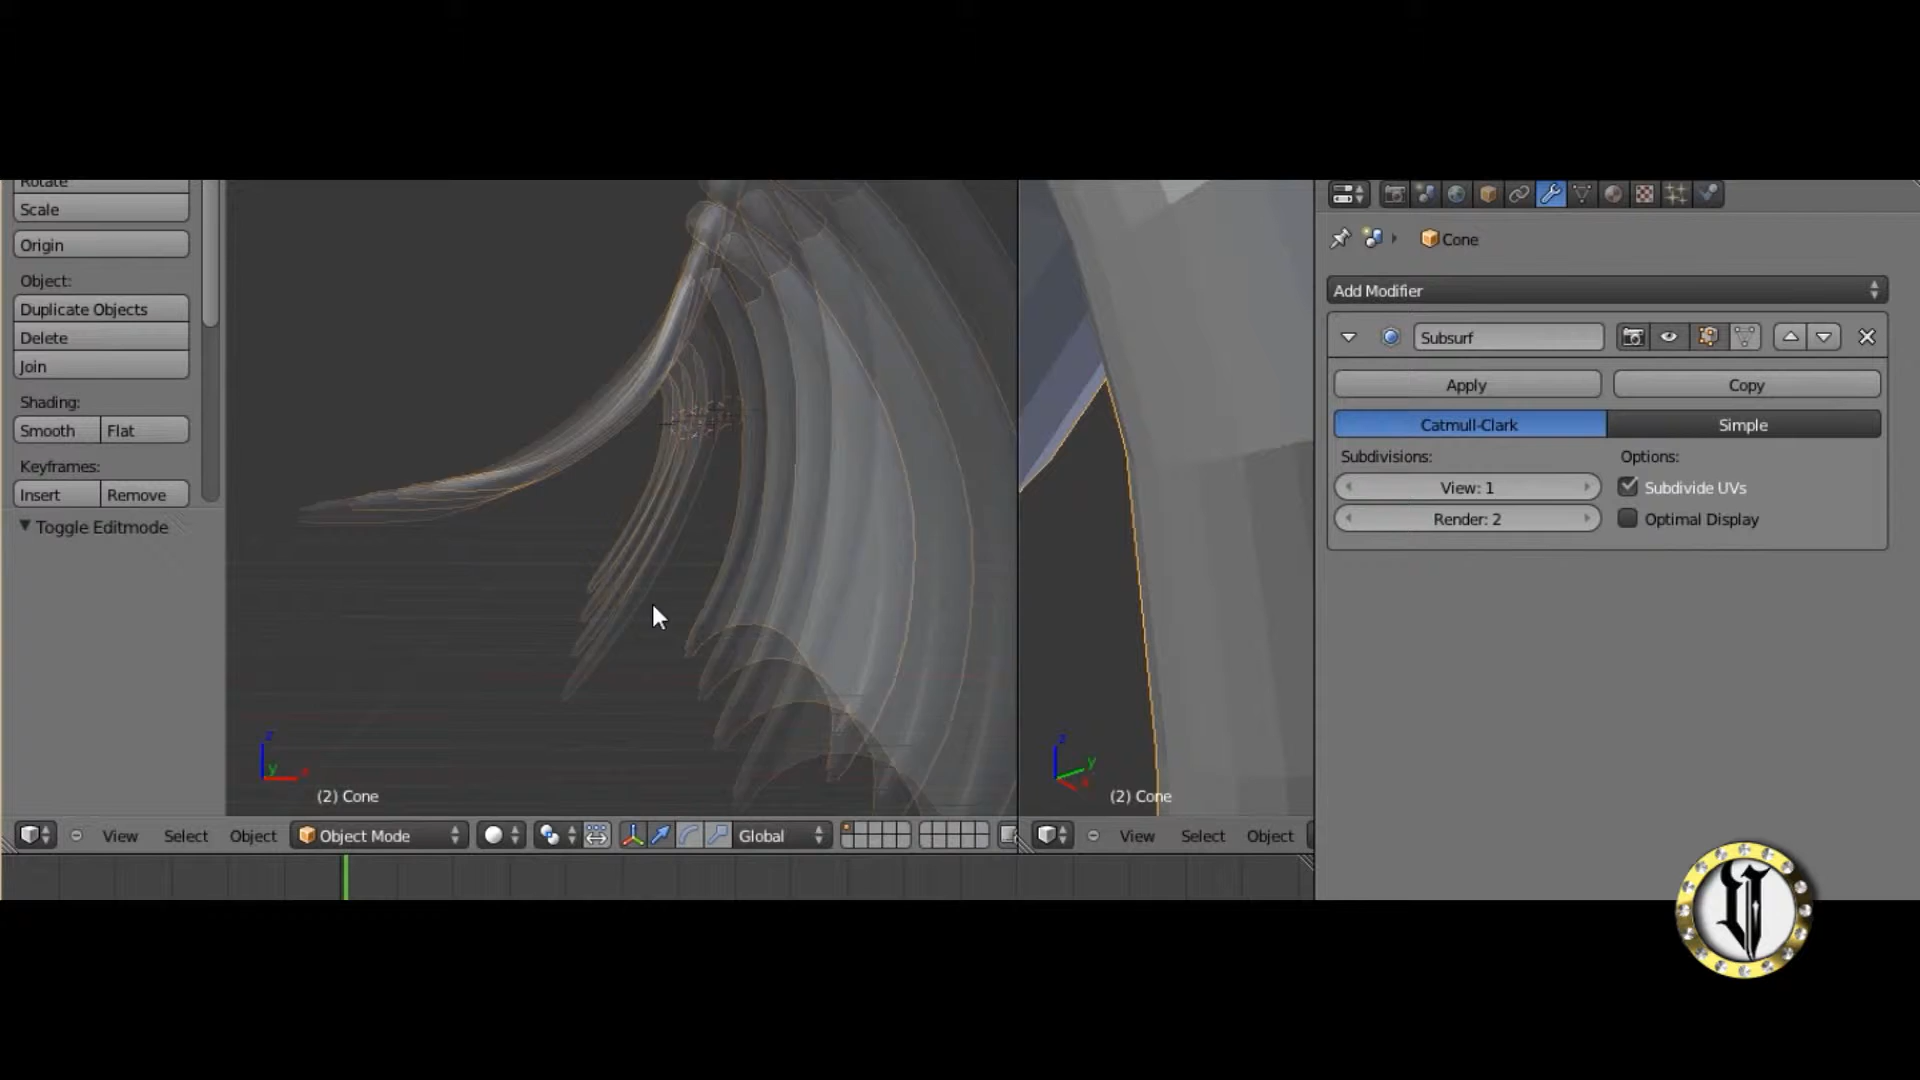 Rotate
Scale
Origin
Object:
Duplicate Objects
Delete
Join
Shading:
Smooth Flat
Keyframes:
Insert Remove
Toggle Editmode
z
y x
(2) Cone
z
y
x
(2) Cone
View Select Object Object Mode Global
View Select Object
Cone
Add Modifier
Subsurf
Apply Copy
Catmull-Clark Simple
Subdivisions: Options:
View: 1 Subdivide UVs
Render: 2 Optimal Display